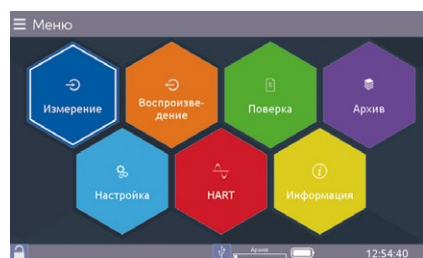 Меню
Измерение
Воспроизве-
дение
Поверка
Архив
Настройка
HART
Информация
Архив
12:54:40